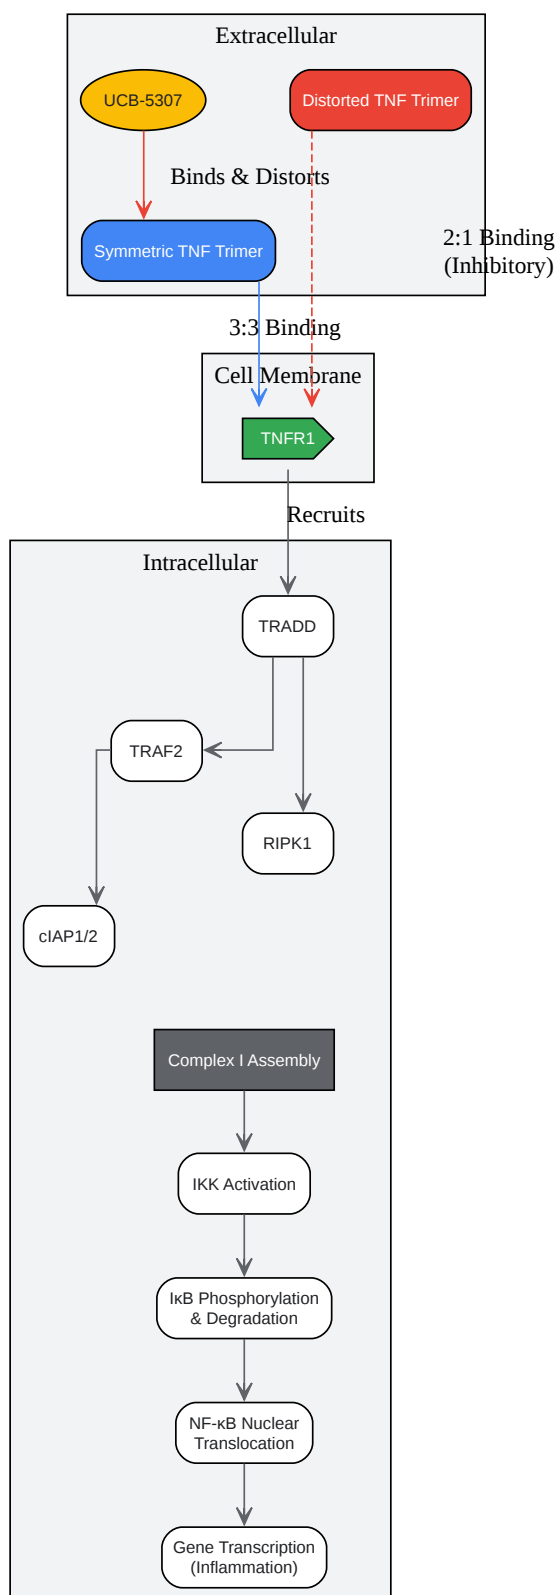 Extracellular
UCB-5307
Distorted TNF Trimer
Binds & Distorts
Symmetric TNF Trimer
2:1 Binding
(Inhibitory)
3:3 Binding
Cell Membrane
TNFR1
Recruits
Intracellular
TRADD
TRAF2
RIPK1
cIAP1/2
Complex I Assembly
IKK Activation
IκB Phosphorylation
& Degradation
NF-κB Nuclear
Translocation
Gene Transcription
(Inflammation)